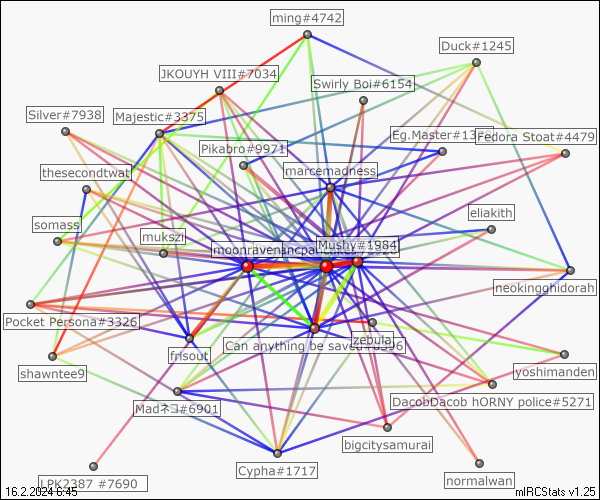 ming#4742
Duck#1245
JKOUYH VIII#7034
Swirly Boi#6154
Silver#7938
Majestic#3375
Eg.Master#13
Fedora Stoat#4479
Pikabro#9971
thesecondtwat
marcemadness
somass
eliakith
mukszi
moonraven
Mushy#1984
neokingghidorah
Pocket Persona#3326
Can anything be saved
frisout
zebula
shawntee9
yoshimanden
DacobDacob hORNY police#5271
Madネコ#6901
bigcitysamurai
Cypha#1717
LPK2387 #7690
normalwan
16.2.2024 6:45
mIRCStats v1.25